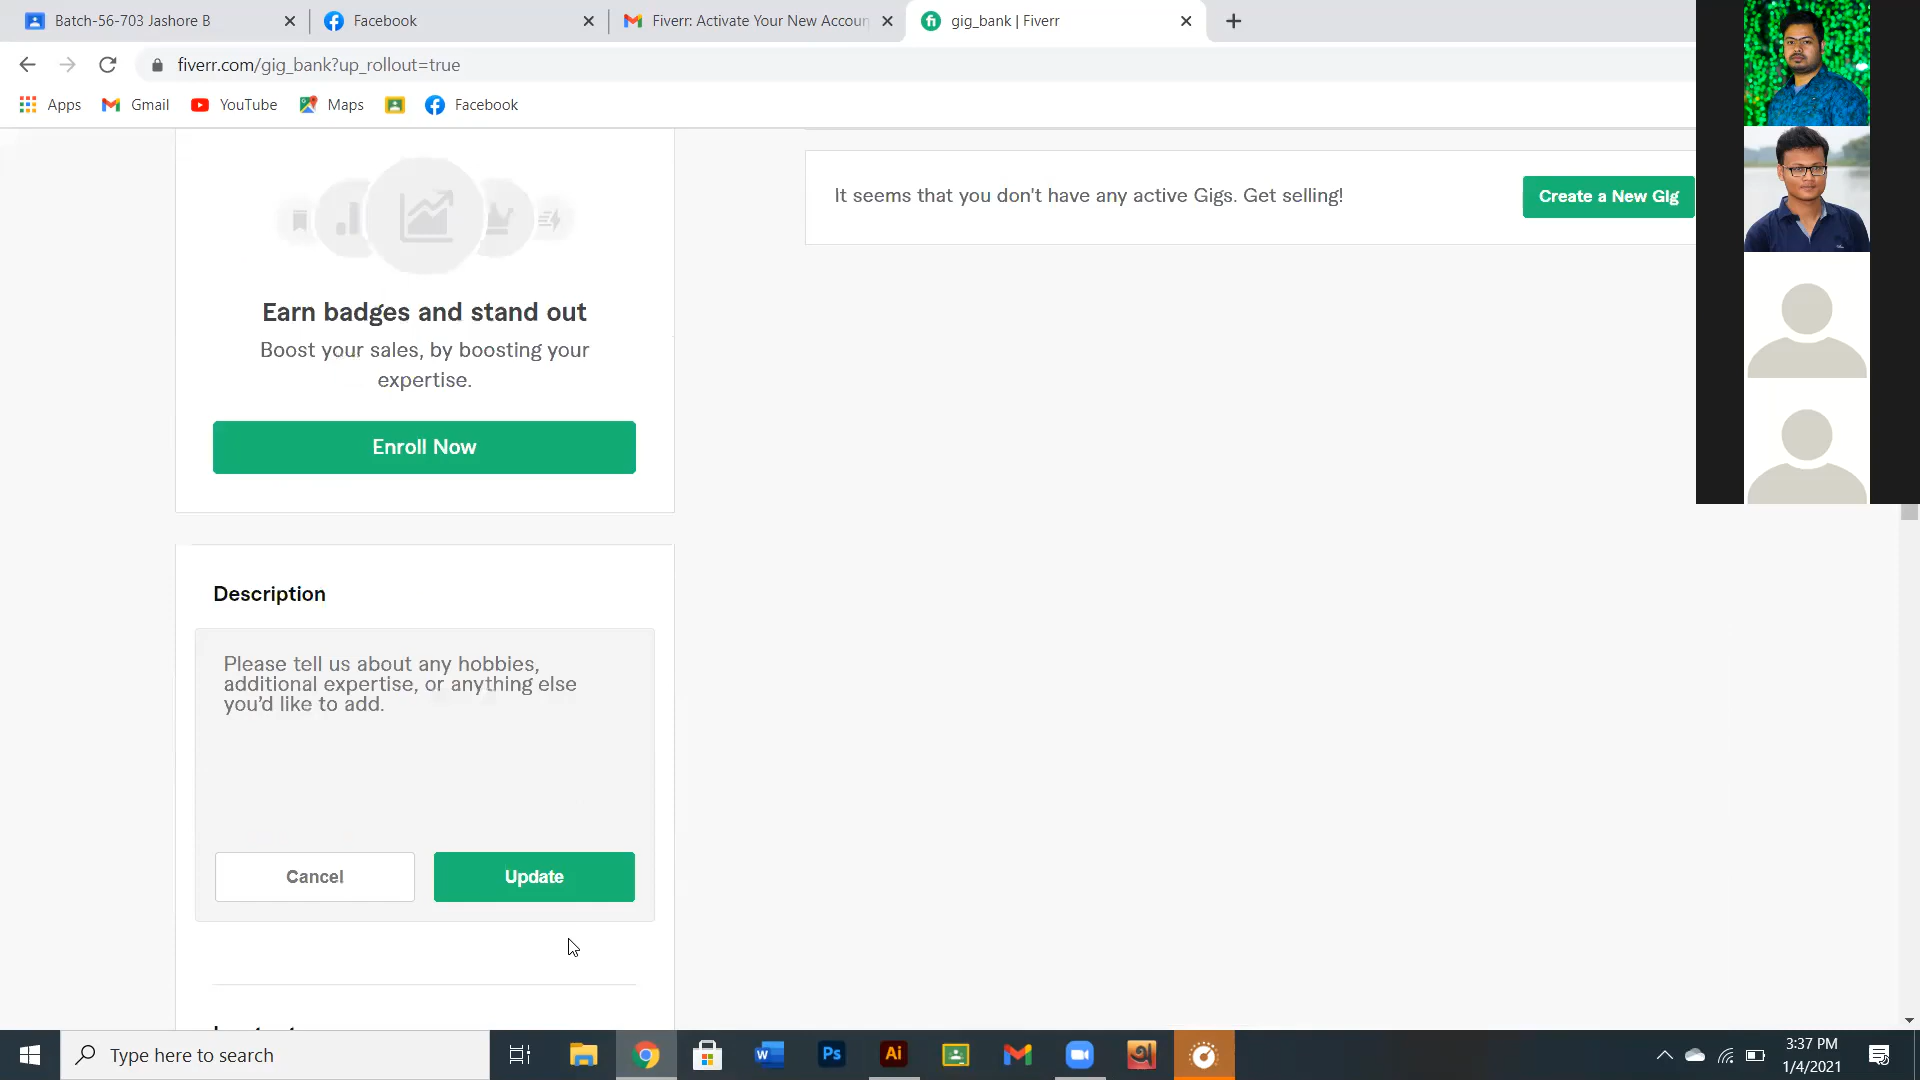 Batch-56-703 Jashore B
Facebook
Fiverr: Activate Your New Accoun
gig_bank | Fiverr
fiverr.com/gig_bank?up_rollout=true
Apps
Gmail
YouTube
Maps
Facebook
It seems that you don't have any active Gigs. Get selling!
Create a New Gig
Earn badges and stand out
Boost your sales, by boosting your
expertise.
Enroll Now
Description
Please tell us about any hobbies,
additional expertise, or anything else
you'd like to add.
Cancel
Update
Type here to search
Ps
Ai
3:37 PM
1/4/2021